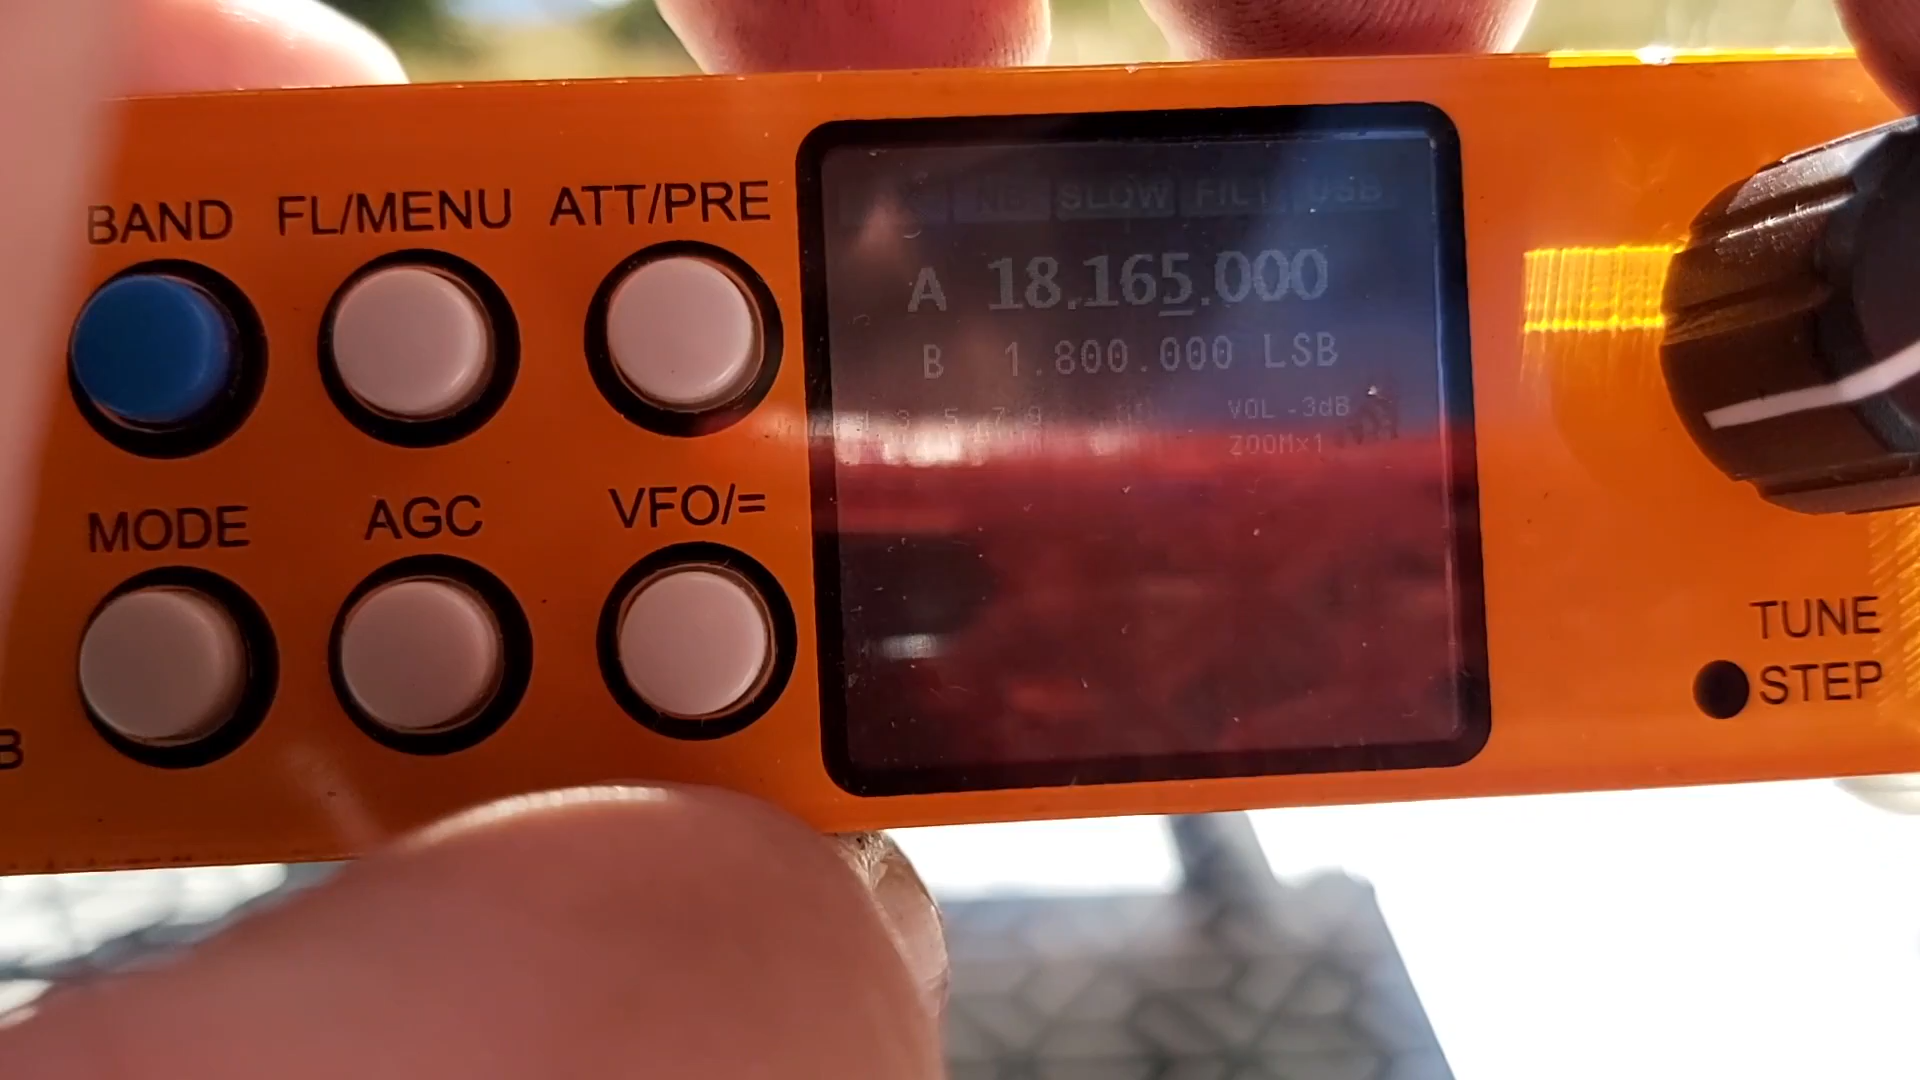 BAND FL/MENU ATT/PRE
NB SLOW FILT USB
A 18.165.000
B 1.800.000 LSB
1 3 5 7 9
VOL -3dB
ZOOMx1
MODE AGC VFO/=
TUNE
STEP
B